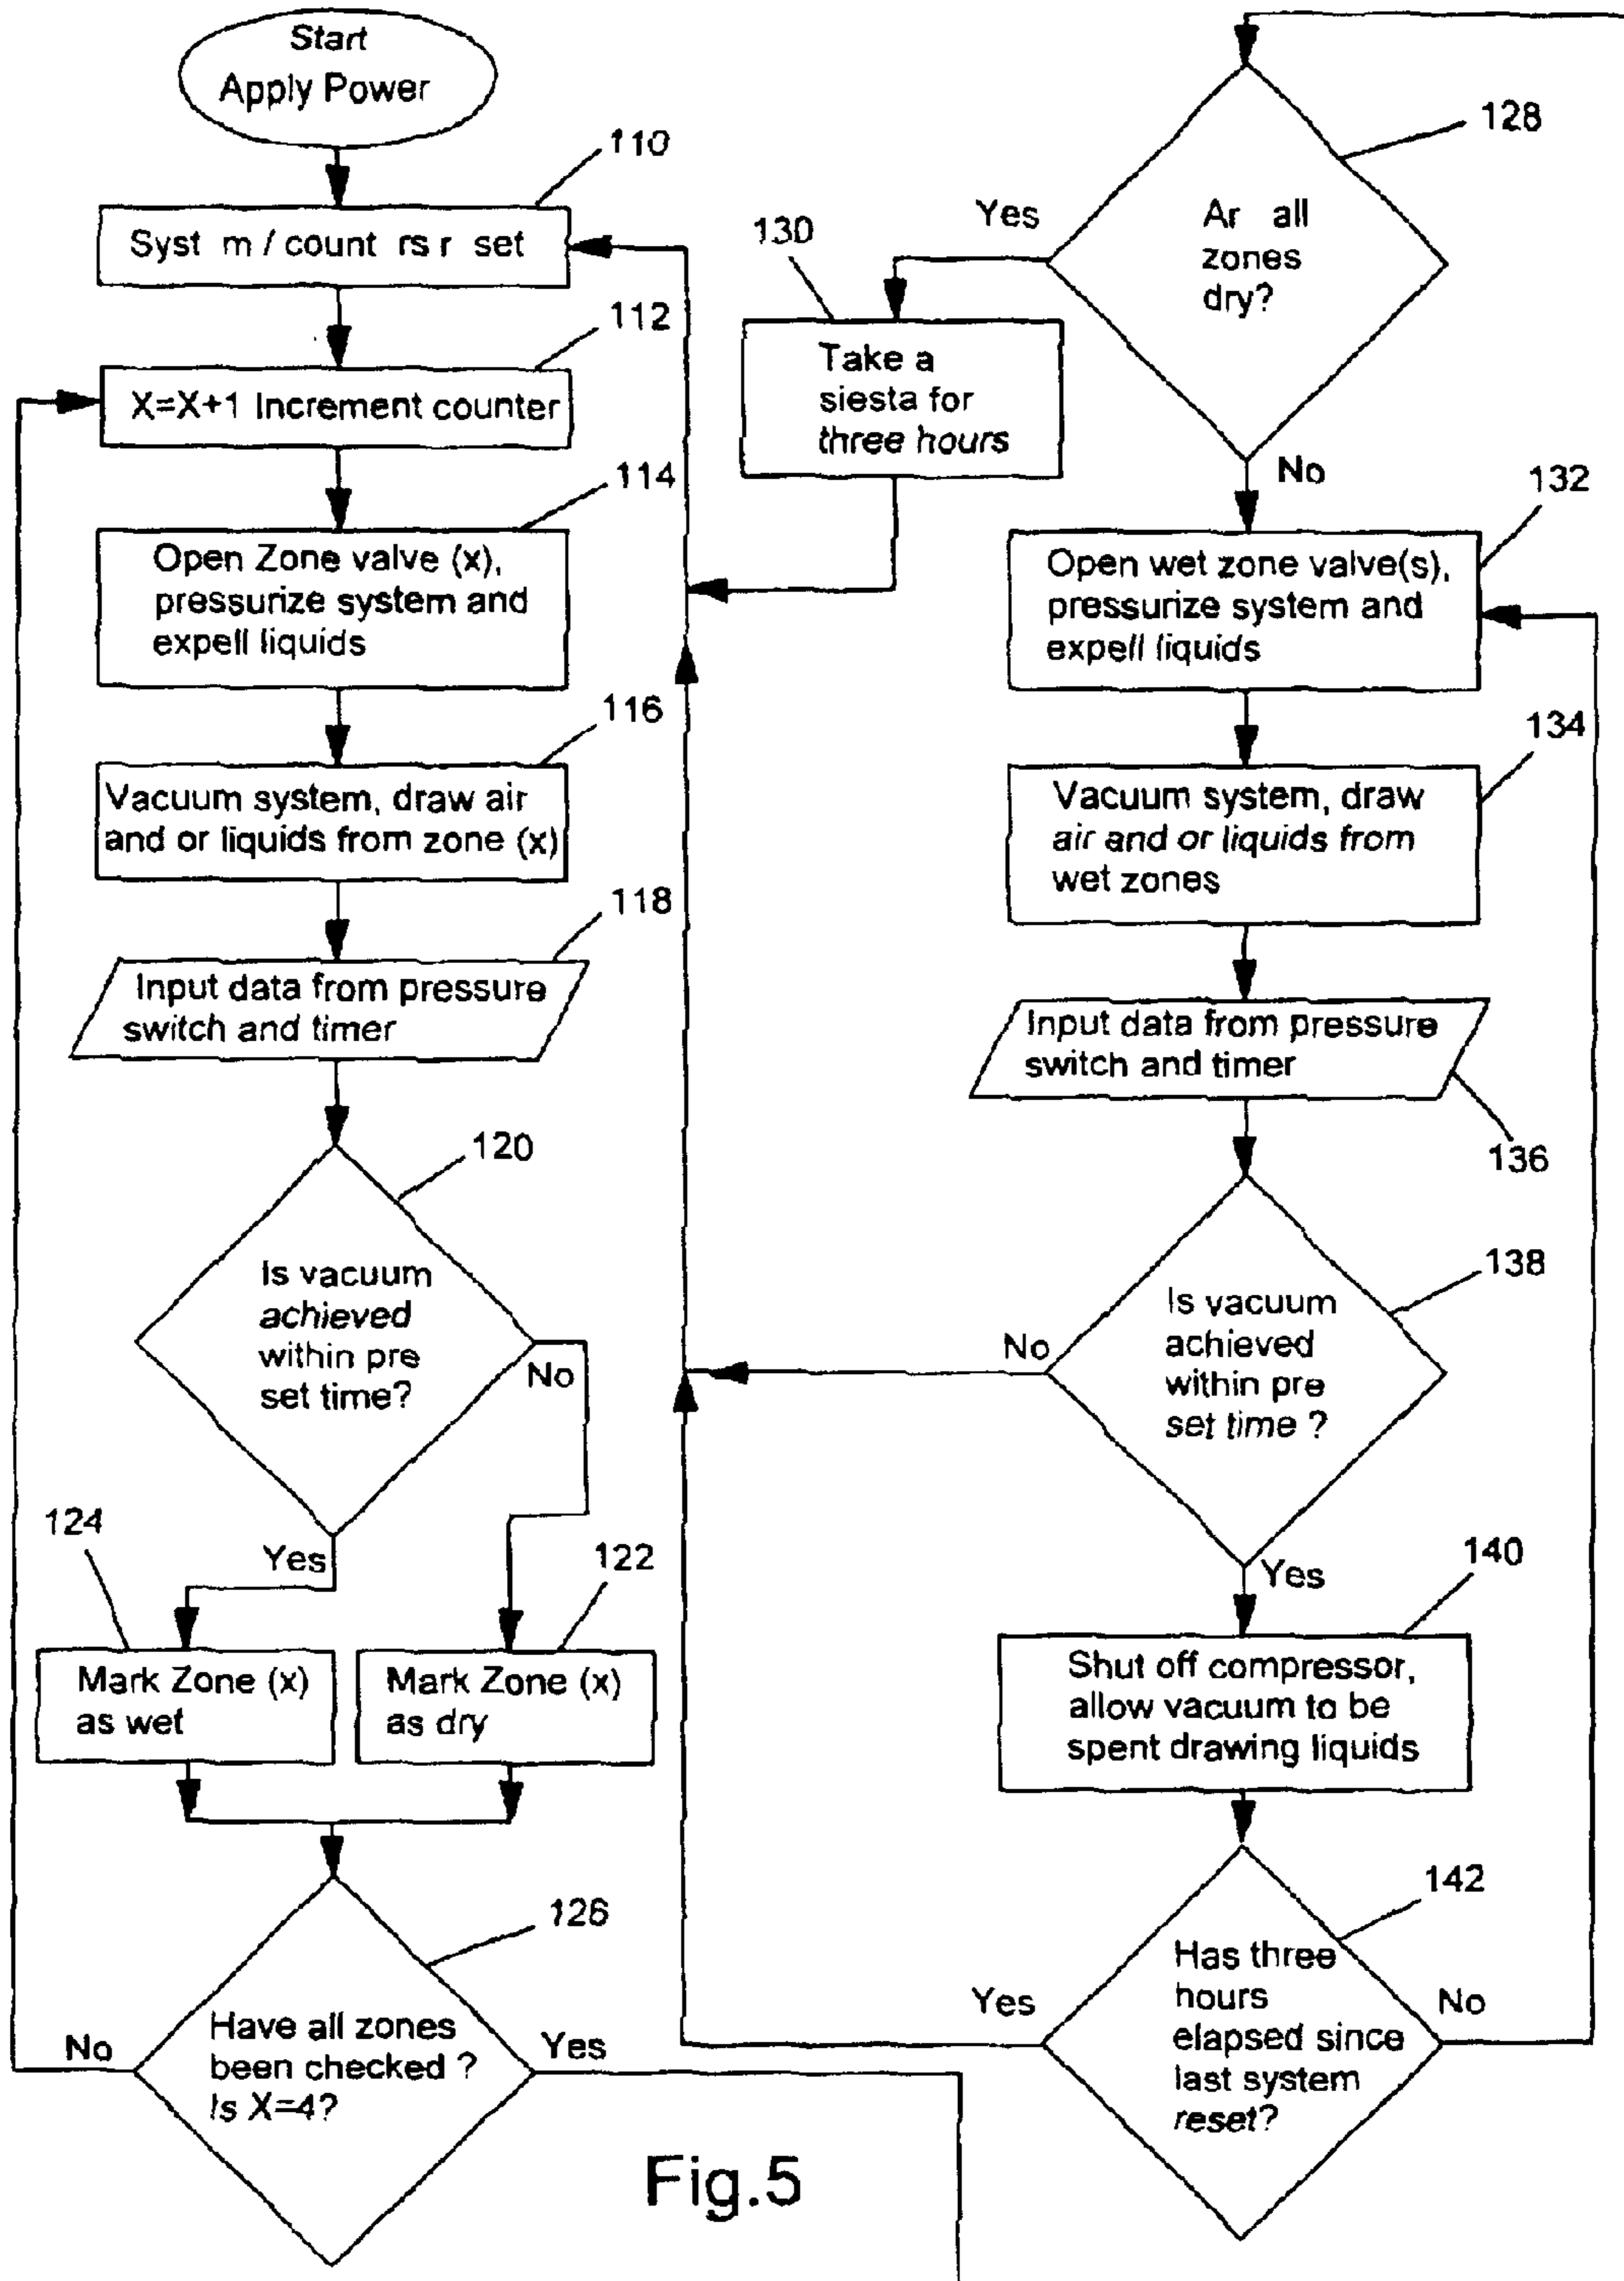 Start
Apply Power
110
Syst m / count rs r set
112
X=X+1 Increment counter
114
Open Zone valve (x),
pressurize system and
expell liquids
116
Vacuum system, draw air
and or liquids from zone (x)
118
Input data from pressure
switch and timer
120
Is vacuum
achieved
within pre
set time?
No
Yes
124
122
Mark Zone (x)
as wet
Mark Zone (x)
as dry
126
Have all zones
been checked ?
Is X=4?
No
Yes
128
Ar all
zones
dry?
Yes
No
130
Take a
siesta for
three hours
132
Open wet zone valve(s),
pressurize system and
expell liquids
134
Vacuum system, draw
air and or liquids from
wet zones
Input data from pressure
switch and timer
136
138
Is vacuum
achieved
within pre
set time ?
No
Yes
140
Shut off compressor,
allow vacuum to be
spent drawing liquids
142
Has three
hours
elapsed since
last system
reset?
Yes
No
Fig.5